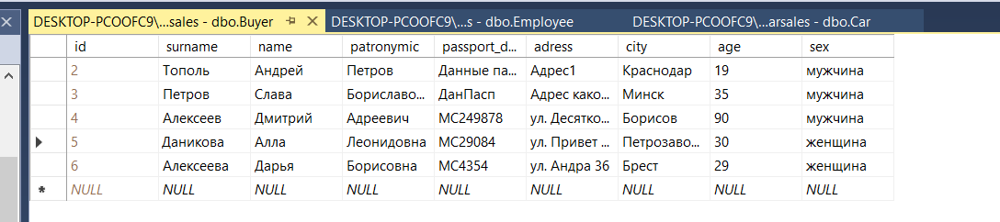 DESKTOP-PCOOFC9\...sales - dbo.Buyer DESKTOP-PCOOFC9\...s - dbo.Employee DESKTOP-PCOOFC9\...arsales - dbo.Car
id surname name patronymic passport_d... adress city age sex
2 Тополь Андрей Петров Данные па... Адрес1 Краснодар 19 мужчина
3 Петров Слава Бориславо... ДанПасп Адрес како... Минск 35 мужчина
4 Алексеев Дмитрий Адреевич МС249878 ул. Десятко... Борисов 90 мужчина
5 Даникова Алла Леонидовна МС29084 ул. Привет ... Петрозаво... 30 женщина
6 Алексеева Дарья Борисовна МС4354 ул. Андра 36 Брест 29 женщина
NULL NULL NULL NULL NULL NULL NULL NULL NULL